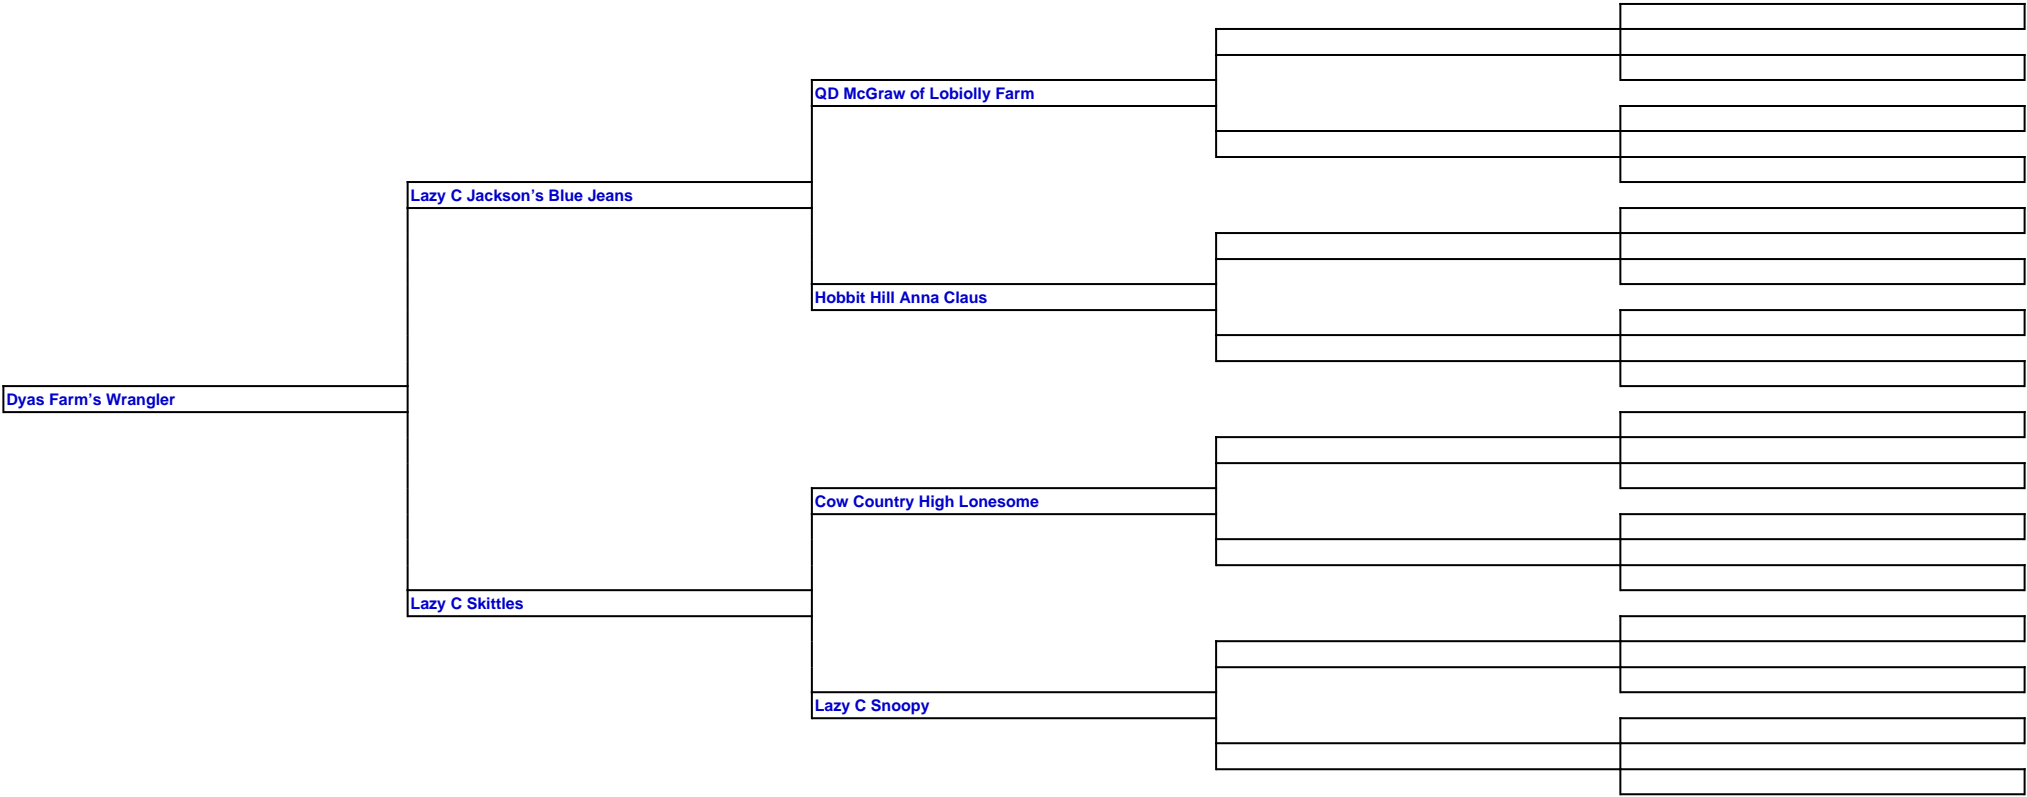 QD McGraw of Lobiolly Farm
Lazy C Jackson’s Blue Jeans
Hobbit Hill Anna Claus
Dyas Farm’s Wrangler
Cow Country High Lonesome
Lazy C Skittles
Lazy C Snoopy